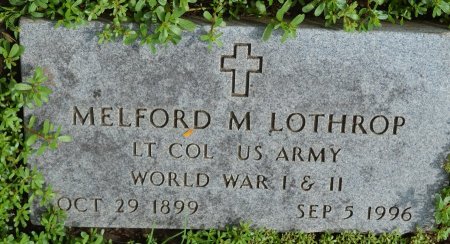 MELFORD M LOTHROP
LT COL US ARMY
WORLD WAR I & II
OCT 29 1899 SEP 5 1996